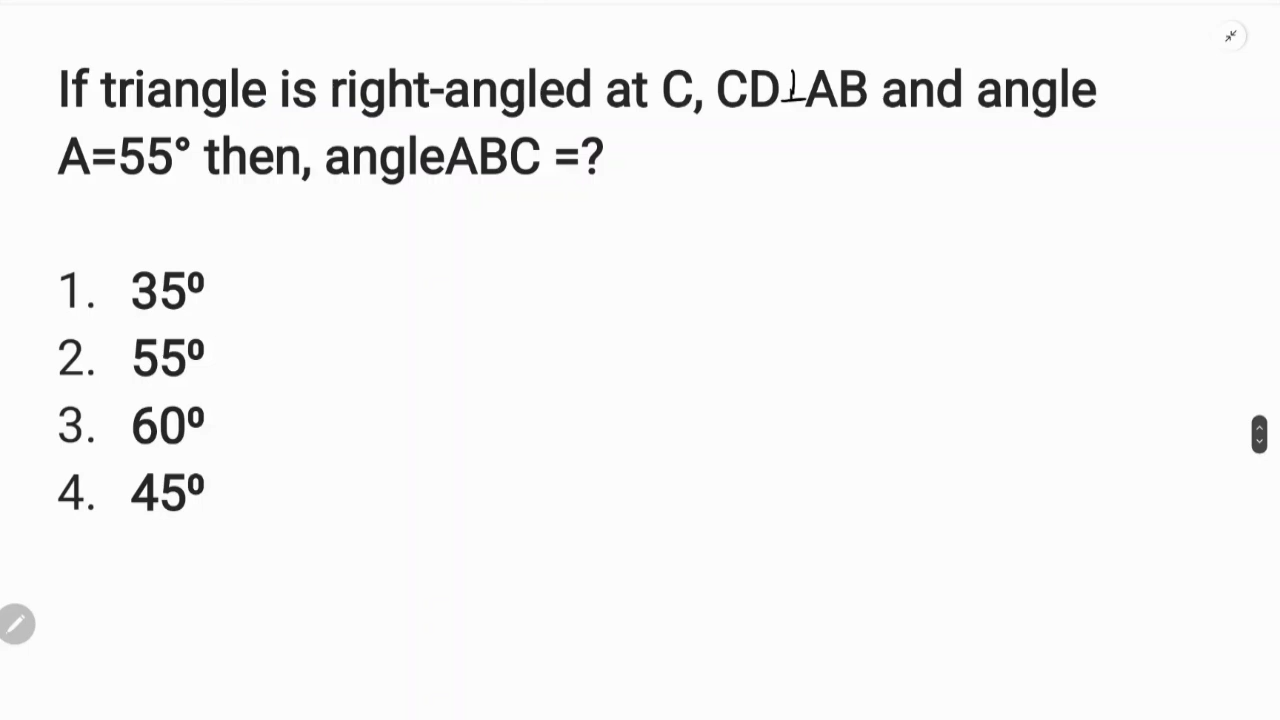 If triangle is right-angled at C, CD⊥AB and angle
A=55° then, angleABC =?
1. 35⁰
2. 55⁰
3. 60⁰
4. 45⁰